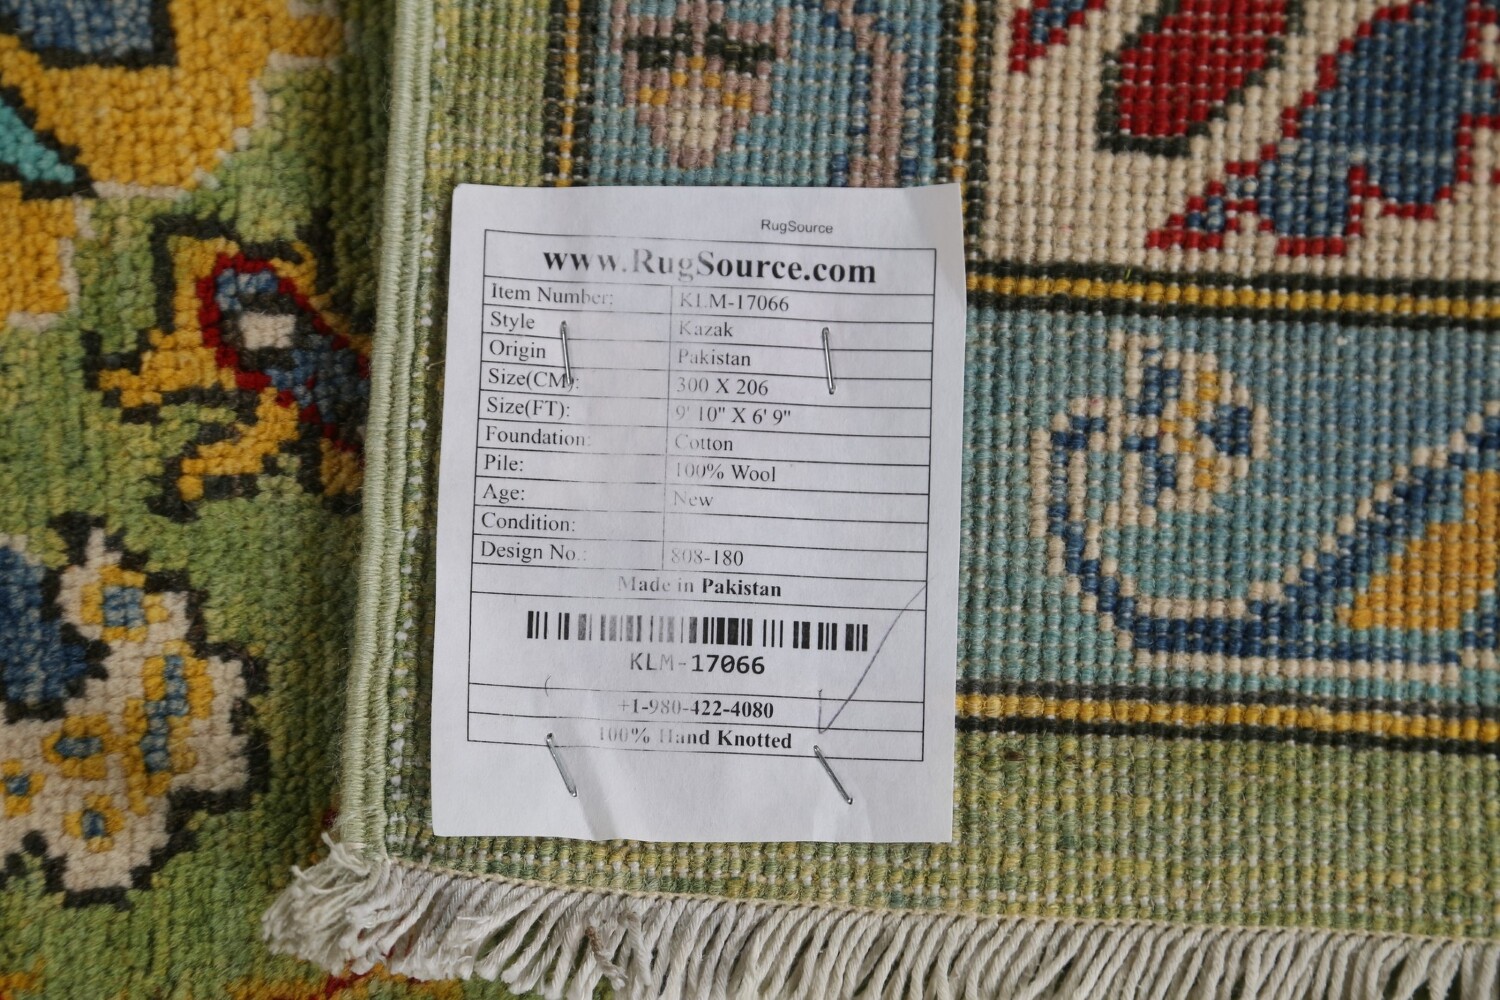 RugSource
www.RugSource.com
Item Number: KLM-17066
Style Kazak
Origin Pakistan
Size(CM): 300 X 206
Size(FT): 9' 10" X 6' 9"
Foundation: Cotton
Pile: 100% Wool
Age: New
Condition:
Design No.: 808-180
Made in Pakistan
KLM-17066
+1-980-422-4080
100% Hand Knotted